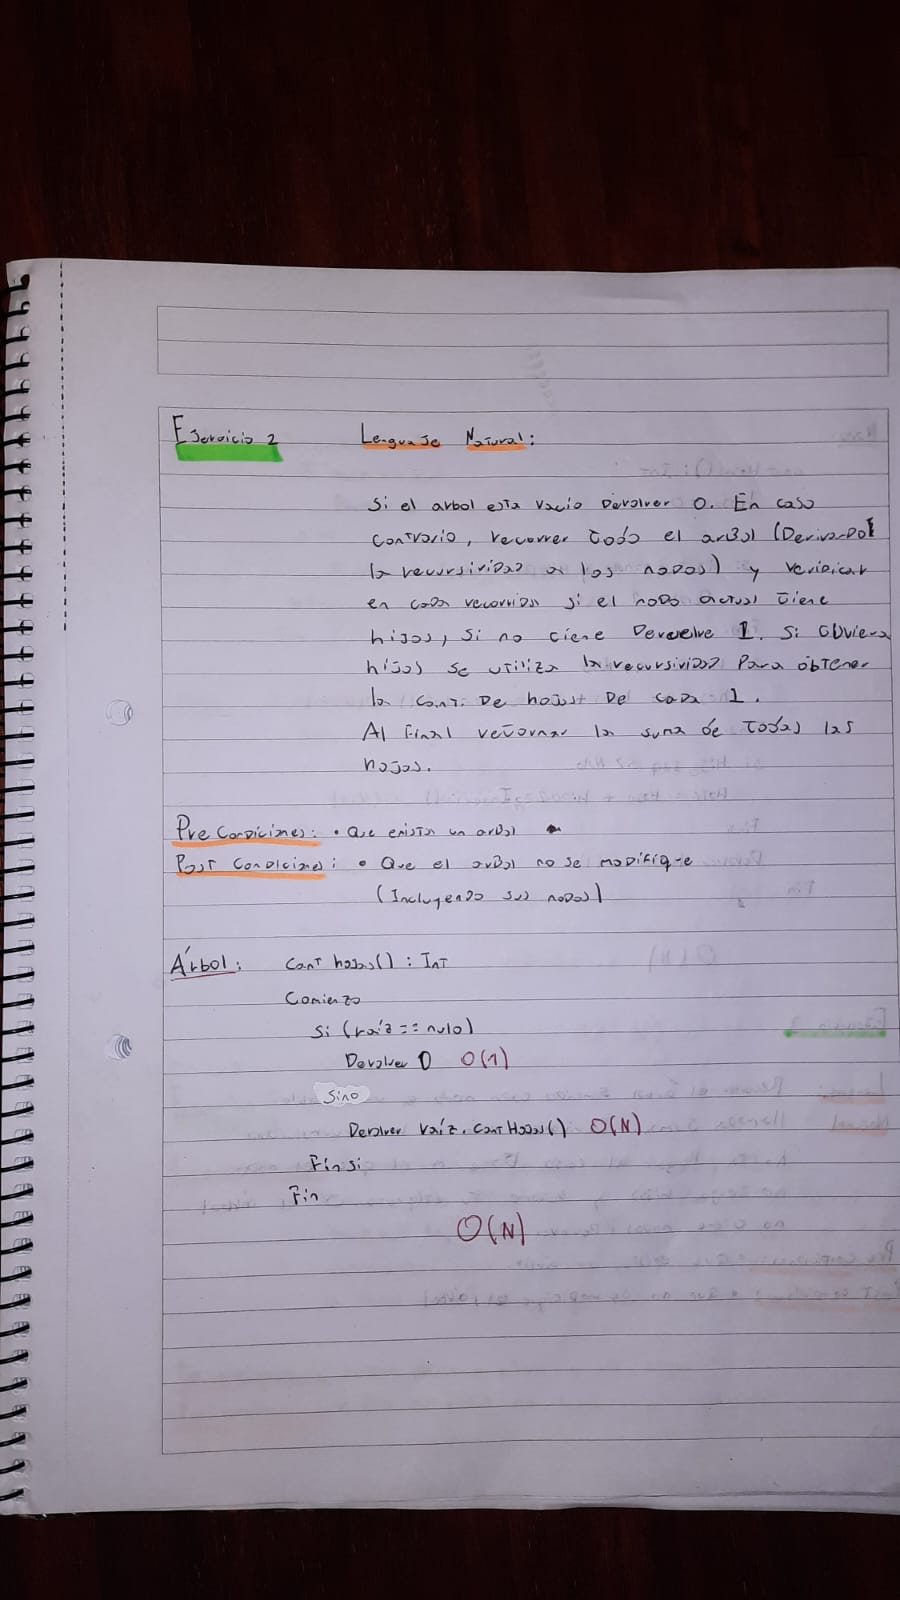 Ejercicio 2 Lenguaje Natural:
Si el arbol esta vacio Devolver 0. En caso
contrario, recorrer todo el arbol (Derivando
la recursividad a los nodos) y verificar
en cada recorrido si el nodo actual tiene
hijos, si no tiene Devuelve 1. Si obviera
hijos se utiliza la recursividad para obtener
la cant. De hojas De cada 1.
Al final retornar la suma de todas las
hojas.
Pre Condiciones: • Que exista un arbol
Post Condiciones: • Que el arbol no se modifique
(Incluyendo sus nodos)
Árbol: cant hojas() : Int
Comienzo
Si (raíz == nulo)
Devolver 0 O(1)
Sino
Devolver raíz.cantHojas() O(N)
Fin si
Fin
O(N)